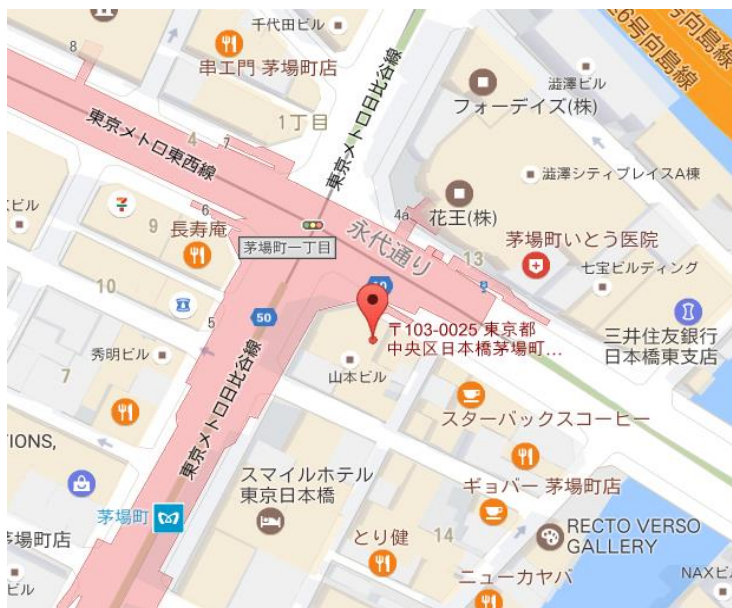 千代田ビル
6号向島線
号向島線
8
串エ門 茅場町店
澁澤ビル
フォーデイズ(株)
1丁目
東京メトロ日比谷線
東京メトロ東西線
4
7
澁澤シティプレイスA棟
ビル
6
4a
花王(株)
9
長寿庵
茅場町一丁目
永代通り
13
茅場町いとう医院
七宝ビルディング
10
50
10
5
〒103-0025 東京都
中央区日本橋茅場町...
三井住友銀行
日本橋東支店
秀明ビル
7
山本ビル
スターバックスコーヒー
東京メトロ日比谷線
TIONS,
スマイルホテル
東京日本橋
ギョバー 茅場町店
茅場町
14
RECTO VERSO
GALLERY
茅場町店
とり健
ニューカヤバ
NAXビ
ビル